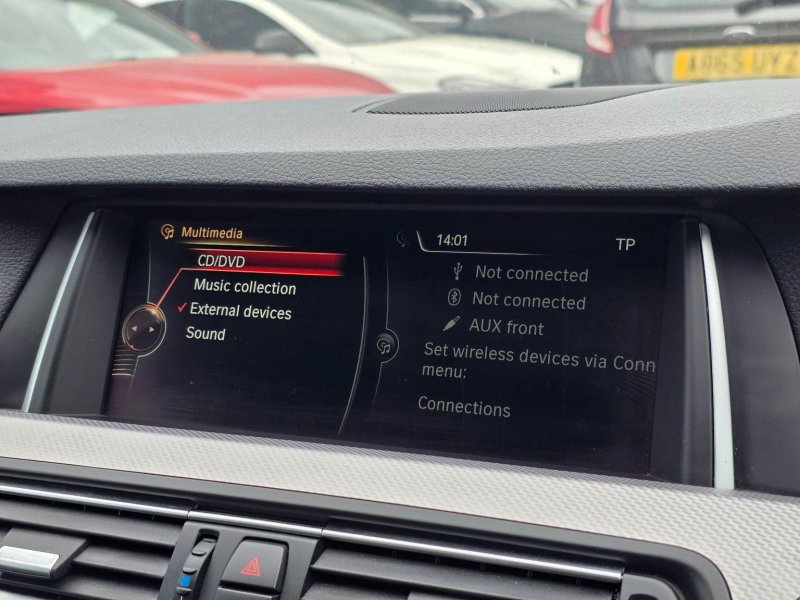 Multimedia
CD/DVD
Music collection
External devices
Sound
14:01
TP
Not connected
Not connected
AUX front
Set wireless devices via Conn
menu:
Connections